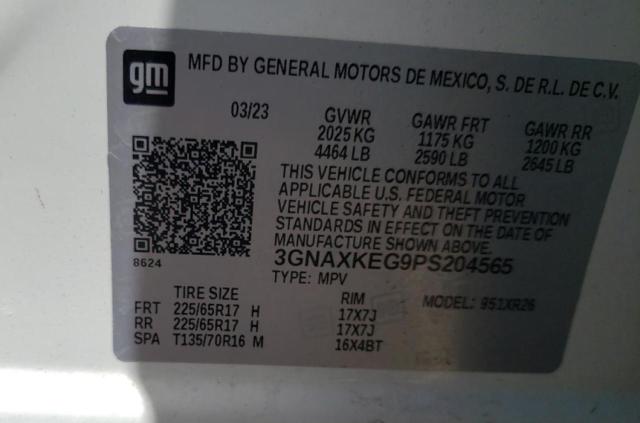 gm
MFD BY GENERAL MOTORS DE MEXICO, S. DE R.L. DE C.V.
03/23 GVWR GAWR FRT GAWR RR
2025 KG 1175 KG 1200 KG
4464 LB 2590 LB 2645 LB
THIS VEHICLE CONFORMS TO ALL
APPLICABLE U.S. FEDERAL MOTOR
VEHICLE SAFETY AND THEFT PREVENTION
STANDARDS IN EFFECT ON THE DATE OF
MANUFACTURE SHOWN ABOVE.
8624 3GNAXKEG9PS204565
TYPE: MPV MODEL: 951XR26
TIRE SIZE RIM
FRT 225/65R17 H 17X7J
RR 225/65R17 H 17X7J
SPA T135/70R16 M 16X4BT